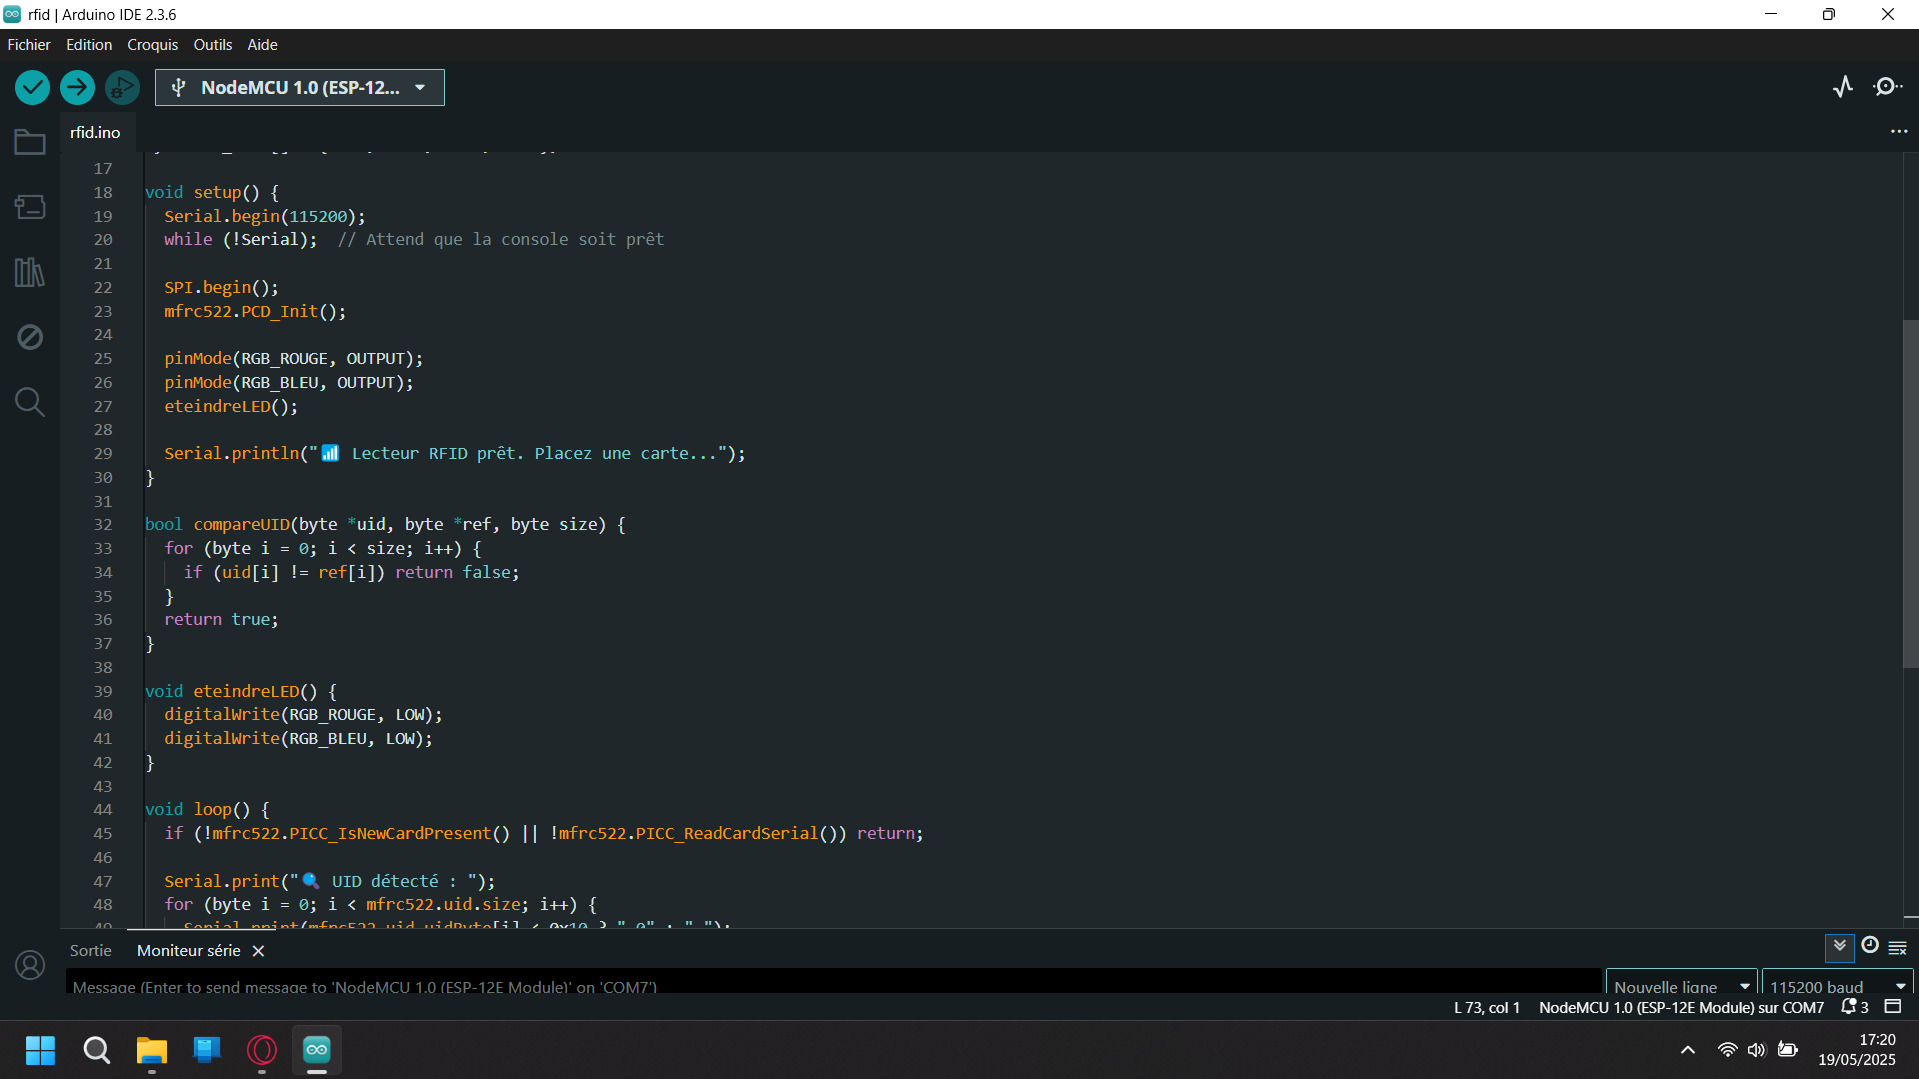 rfid | Arduino IDE 2.3.6
Fichier Edition Croquis Outils Aide
NodeMCU 1.0 (ESP-12...
rfid.ino
17
18 void setup() {
19 Serial.begin(115200);
20 while (!Serial); // Attend que la console soit prêt
21
22 SPI.begin();
23 mfrc522.PCD_Init();
24
25 pinMode(RGB_ROUGE, OUTPUT);
26 pinMode(RGB_BLEU, OUTPUT);
27 eteindreLED();
28
29 Serial.println("📶 Lecteur RFID prêt. Placez une carte...");
30 }
31
32 bool compareUID(byte *uid, byte *ref, byte size) {
33 for (byte i = 0; i < size; i++) {
34 if (uid[i] != ref[i]) return false;
35 }
36 return true;
37 }
38
39 void eteindreLED() {
40 digitalWrite(RGB_ROUGE, LOW);
41 digitalWrite(RGB_BLEU, LOW);
42 }
43
44 void loop() {
45 if (!mfrc522.PICC_IsNewCardPresent() || !mfrc522.PICC_ReadCardSerial()) return;
46
47 Serial.print("🔍 UID détecté : ");
48 for (byte i = 0; i < mfrc522.uid.size; i++) {
49 Serial.print(mfrc522.uid.uidByte[i] < 0x10 ? " 0" : " ");
Sortie Moniteur série
Message (Enter to send message to 'NodeMCU 1.0 (ESP-12E Module)' on 'COM7')
Nouvelle ligne 115200 baud
L 73, col 1 NodeMCU 1.0 (ESP-12E Module) sur COM7 3
17:20
19/05/2025